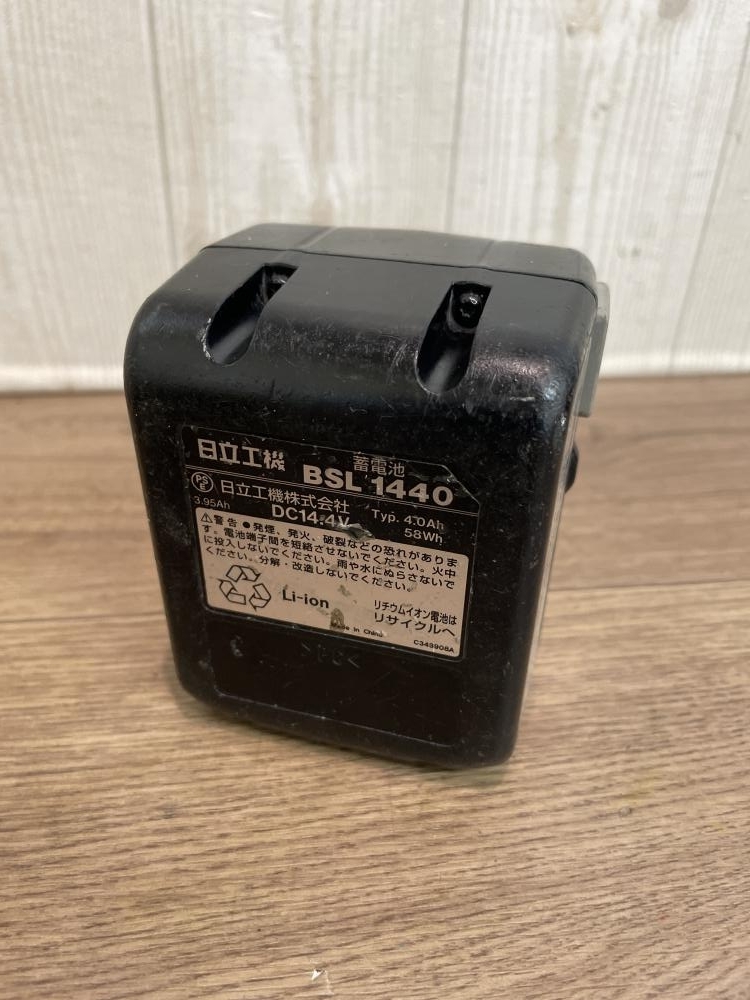 日立工機 蓄電池 BSL 1440
PSE 日立工機株式会社
3.95Ah DC14.4V Typ. 4.0Ah
58Wh
⚠警告 ●発煙、発火、破裂などの恐れがありま
す。電池端子間を短絡させないでください。火中
に投入しないでください。雨や水にぬらさないで
ください。分解・改造しないでください。
Li-ion リチウムイオン電池は
リサイクルへ
Made in China
C349908A
>PC<